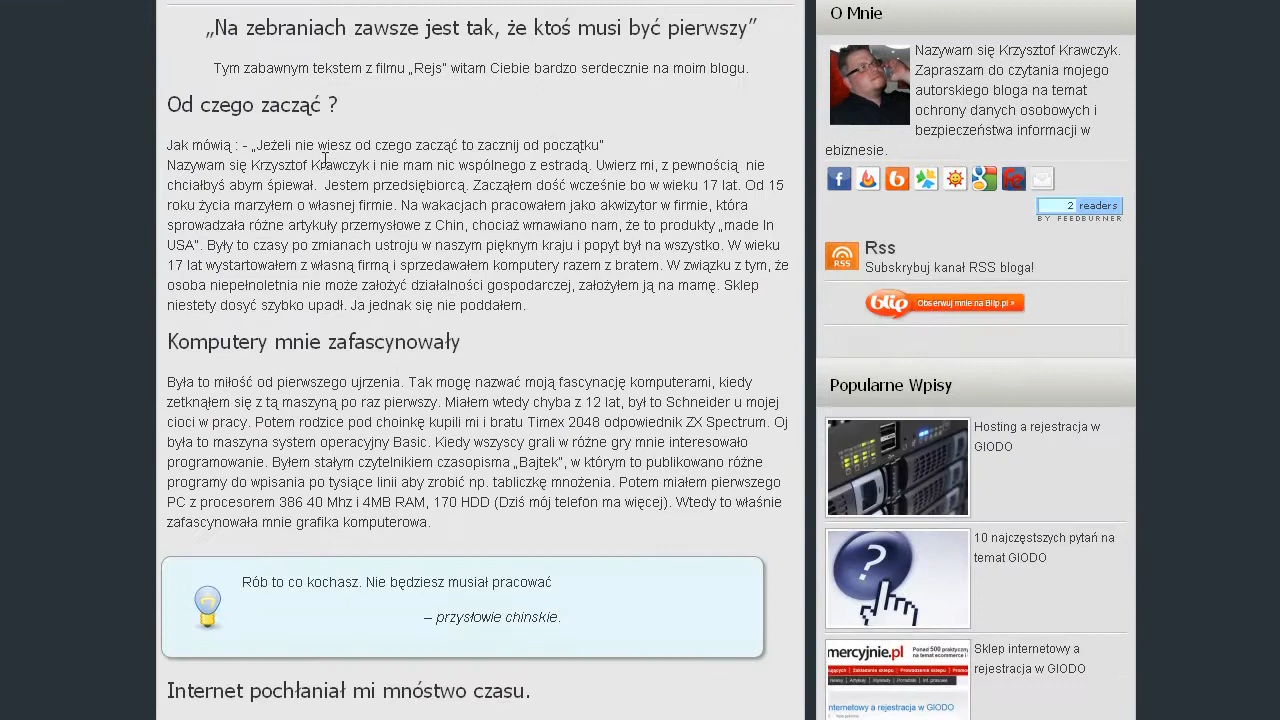 „Na zebraniach zawsze jest tak, że ktoś musi być pierwszy”
Tym zabawnym tekstem z filmu „Rejs” witam Ciebie bardzo serdecznie na moim blogu.
Od czego zacząć ?
Jak mówią : - „Jeżeli nie wiesz od czego zacząć to zacznij od początku”
Nazywam się Krzysztof Krawczyk i nie mam nic wspólnego z estradą. Uwierz mi, z pewnością nie
chciałbyś abym śpiewał. Jestem przedsiębiorca. Zacząłem dość wcześnie bo w wieku 17 lat. Od 15
roku życia marzyłem o własnej firmie. Na wakacjach pracowałem jako akwizytor w firmie, która
sprowadzała różne artykuły przemysłowe z Chin, chociaż wmawiano nam, że to produkty „made In
USA”. Były to czasy po zmianach ustroju w naszym pięknym kraju i popyt był na wszystko. W wieku
17 lat wystartowałem z własną firmą i sprzedawałem komputery razem z bratem. W związku z tym, że
osoba niepełnoletnia nie może założyć działalności gospodarczej, założyłem ją na mamę. Sklep
niestety dosyć szybko upadł. Ja jednak się nie poddałem.
Komputery mnie zafascynowały
Była to miłość od pierwszego ujrzenia. Tak mogę nazwać moją fascynację komputerami, kiedy
zetknąłem się z tą maszyną po raz pierwszy. Miałem wtedy chyba z 12 lat, był to Schneider u mojej
cioci w pracy. Potem rodzice pod choinkę kupili mi i bratu Timex 2048 odpowiednik ZX Spectrum. Oj
była to maszyna system operacyjny Basic. Kiedy wszyscy grali w różne gry mnie interesowało
programowanie. Byłem stałym czytelnikiem czasopisma „Bajtek”, w którym to publikowano różne
programy do wpisania po tysiące linii aby zrobić np. tabliczkę mnożenia. Potem miałem pierwszego
PC z procesorem 386 40 Mhz i 4MB RAM, 170 HDD (Dziś mój telefon ma więcej). Wtedy to właśnie
zafascynowała mnie grafika komputerowa.
Rób to co kochasz. Nie będziesz musiał pracować
– przysłowie chinskie.
Internet pochłaniał mi mnóstwo czasu.
O Mnie
Nazywam się Krzysztof Krawczyk.
Zapraszam do czytania mojego
autorskiego bloga na temat
ochrony danych osobowych i
bezpieczeństwa informacji w
ebiznesie.
2 readers
BY FEEDBURNER
RSS
Rss
Subskrybuj kanał RSS bloga!
blip Obserwuj mnie na Blip.pl »
Popularne Wpisy
Hosting a rejestracja w
GIODO
10 najczęstszych pytań na
temat GIODO
mercyjnie.pl
Ponad 500 praktyczn
na temat ecommerce i
Sklep internetowy a
rejestracja w GIODO
nternetowy a rejestracja w GIODO